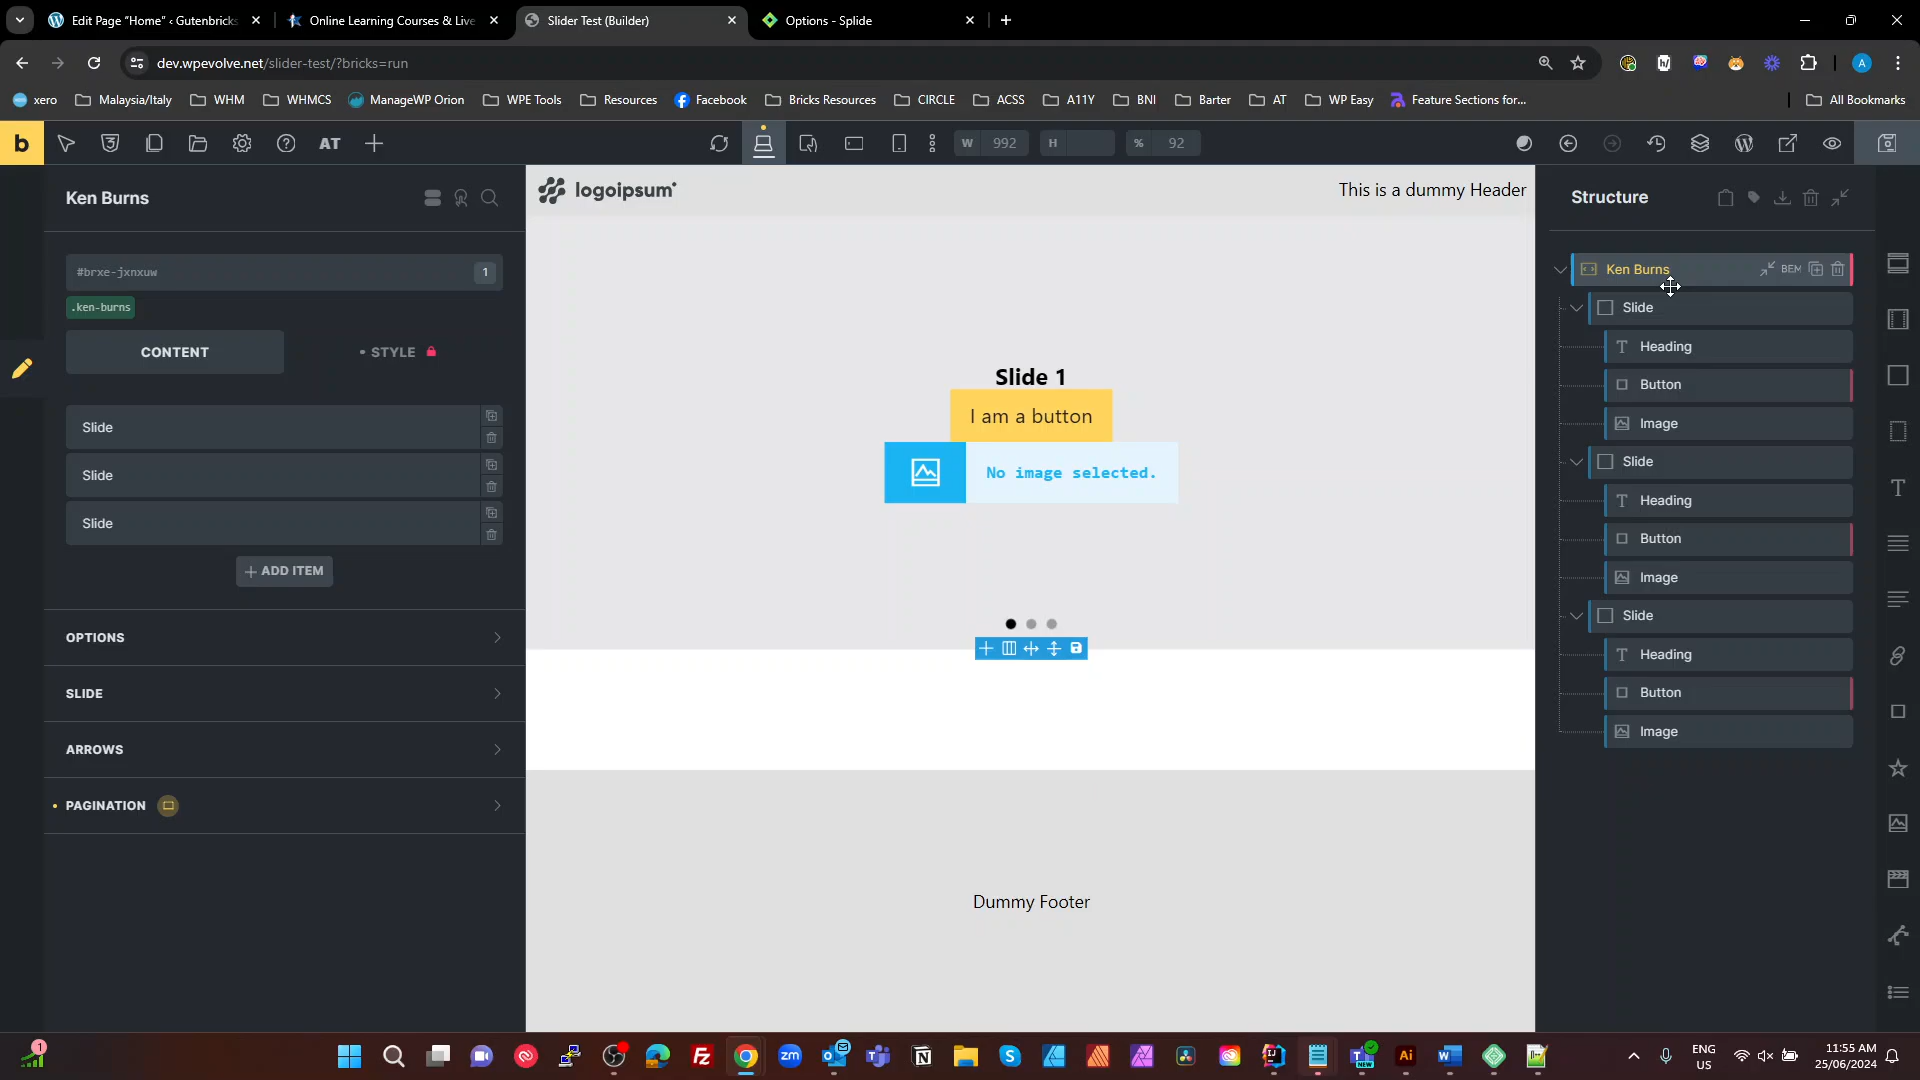 Edit Page "Home" ‹ Gutenbricks
Online Learning Courses & Live
Slider Test (Builder)
Options - Splide
dev.wpevolve.net/slider-test/?bricks=run
xero
Malaysia/Italy
WHM
WHMCS
ManageWP Orion
WPE Tools
Resources
Facebook
Bricks Resources
CIRCLE
ACSS
A11Y
BNI
Barter
AT
WP Easy
Feature Sections for...
All Bookmarks
b
AT
W 992
H
% 92
Ken Burns
#brxe-jxnxuw
1
.ken-burns
CONTENT
STYLE
Slide
Slide
Slide
ADD ITEM
OPTIONS
SLIDE
ARROWS
PAGINATION
logoipsum
This is a dummy Header
Slide 1
I am a button
No image selected.
Dummy Footer
Structure
Ken Burns
BEM
Slide
Heading
Button
Image
Slide
Heading
Button
Image
Slide
Heading
Button
Image
ENG
US
11:55 AM
25/06/2024